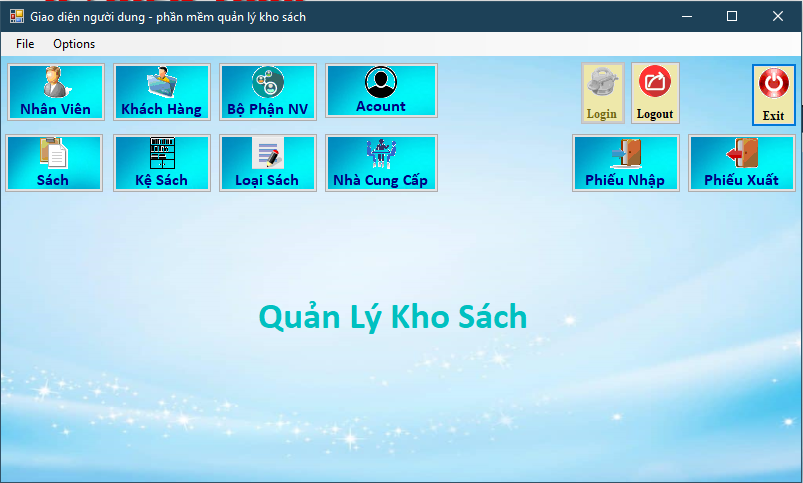 Giao diện người dung - phần mềm quản lý kho sách
File Options
Nhân Viên Khách Hàng Bộ Phận NV Acount Login Logout Exit
Sách Kệ Sách Loại Sách Nhà Cung Cấp Phiếu Nhập Phiếu Xuất
Quản Lý Kho Sách